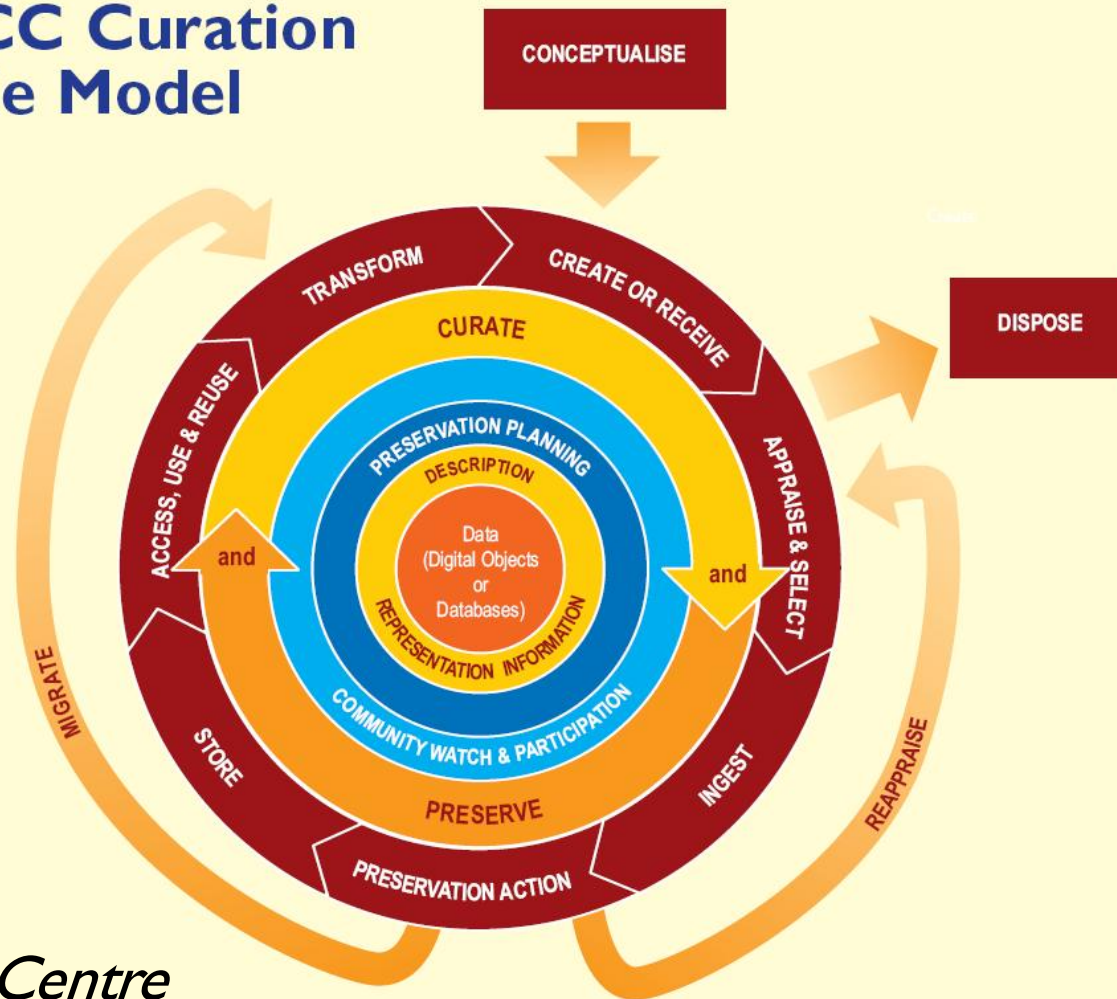 CC Curation
e Model
CONCEPTUALISE
DISPOSE
TRANSFORM
CREATE OR RECEIVE
APPRAISE & SELECT
INGEST
PRESERVATION ACTION
STORE
ACCESS, USE & REUSE
CURATE
and
PRESERVE
and
COMMUNITY WATCH & PARTICIPATION
PRESERVATION PLANNING
DESCRIPTION
REPRESENTATION INFORMATION
Data
(Digital Objects
or
Databases)
MIGRATE
REAPPRAISE
Centre